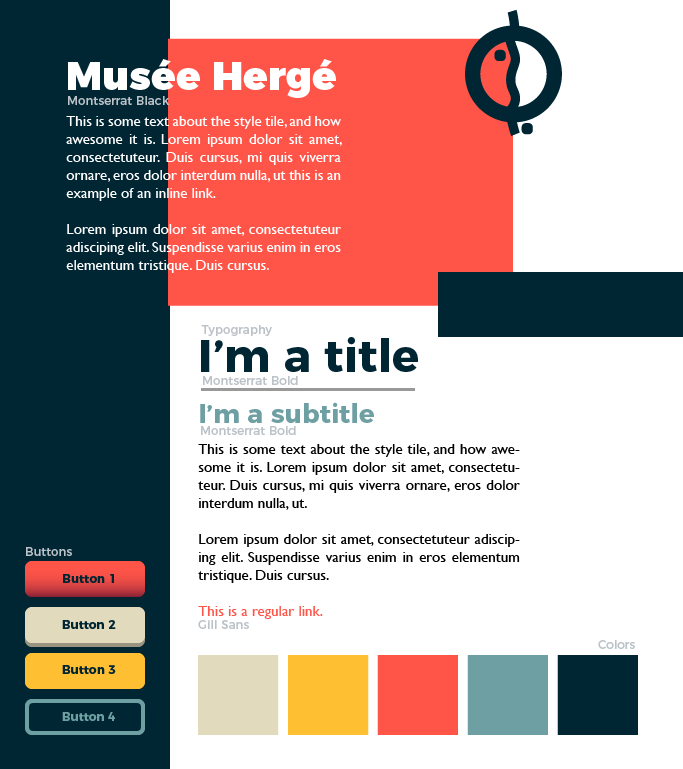 Musée Hergé
Montserrat Black
This is some text about the style tile, and how
awesome it is. Lorem ipsum dolor sit amet,
consectetuteur. Duis cursus, mi quis viverra
ornare, eros dolor interdum nulla, ut this is an
example of an inline link.
Lorem ipsum dolor sit amet, consectetuteur
adisciping elit. Suspendisse varius enim in eros
elementum tristique. Duis cursus.
Typography
I’m a title
Montserrat Bold
I’m a subtitle
Montserrat Bold
This is some text about the style tile, and how awe-
some it is. Lorem ipsum dolor sit amet, consectetu-
teur. Duis cursus, mi quis viverra ornare, eros dolor
interdum nulla, ut.
Lorem ipsum dolor sit amet, consectetuteur adiscip-
ing elit. Suspendisse varius enim in eros elementum
tristique. Duis cursus.
This is a regular link.
Gill Sans
Buttons
Button 1
Button 2
Button 3
Button 4
Colors